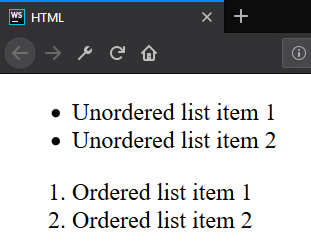 WS HTML
• Unordered list item 1
• Unordered list item 2
1. Ordered list item 1
2. Ordered list item 2